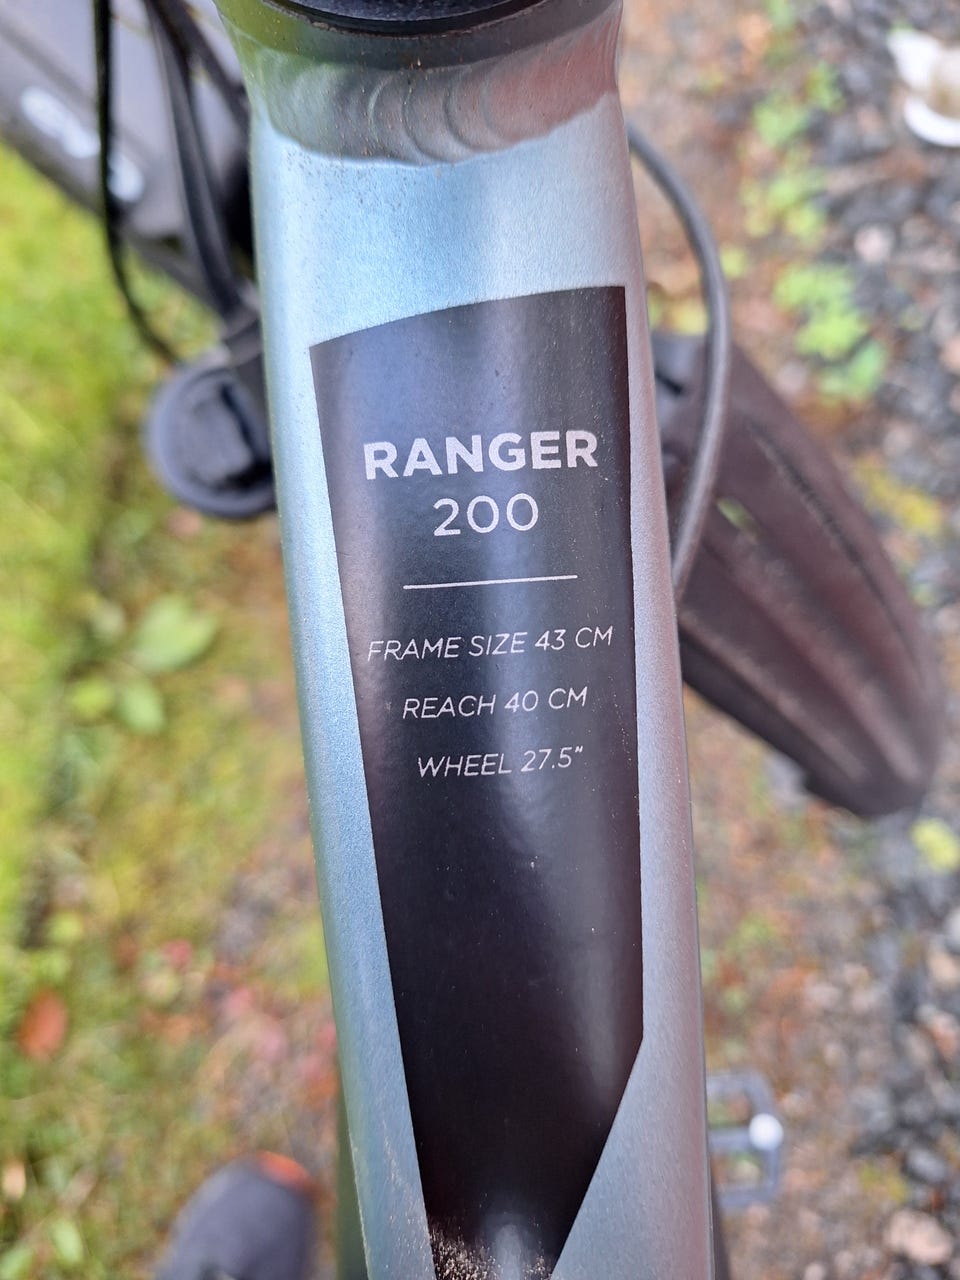 RANGER
200
FRAME SIZE 43 CM
REACH 40 CM
WHEEL 27.5"